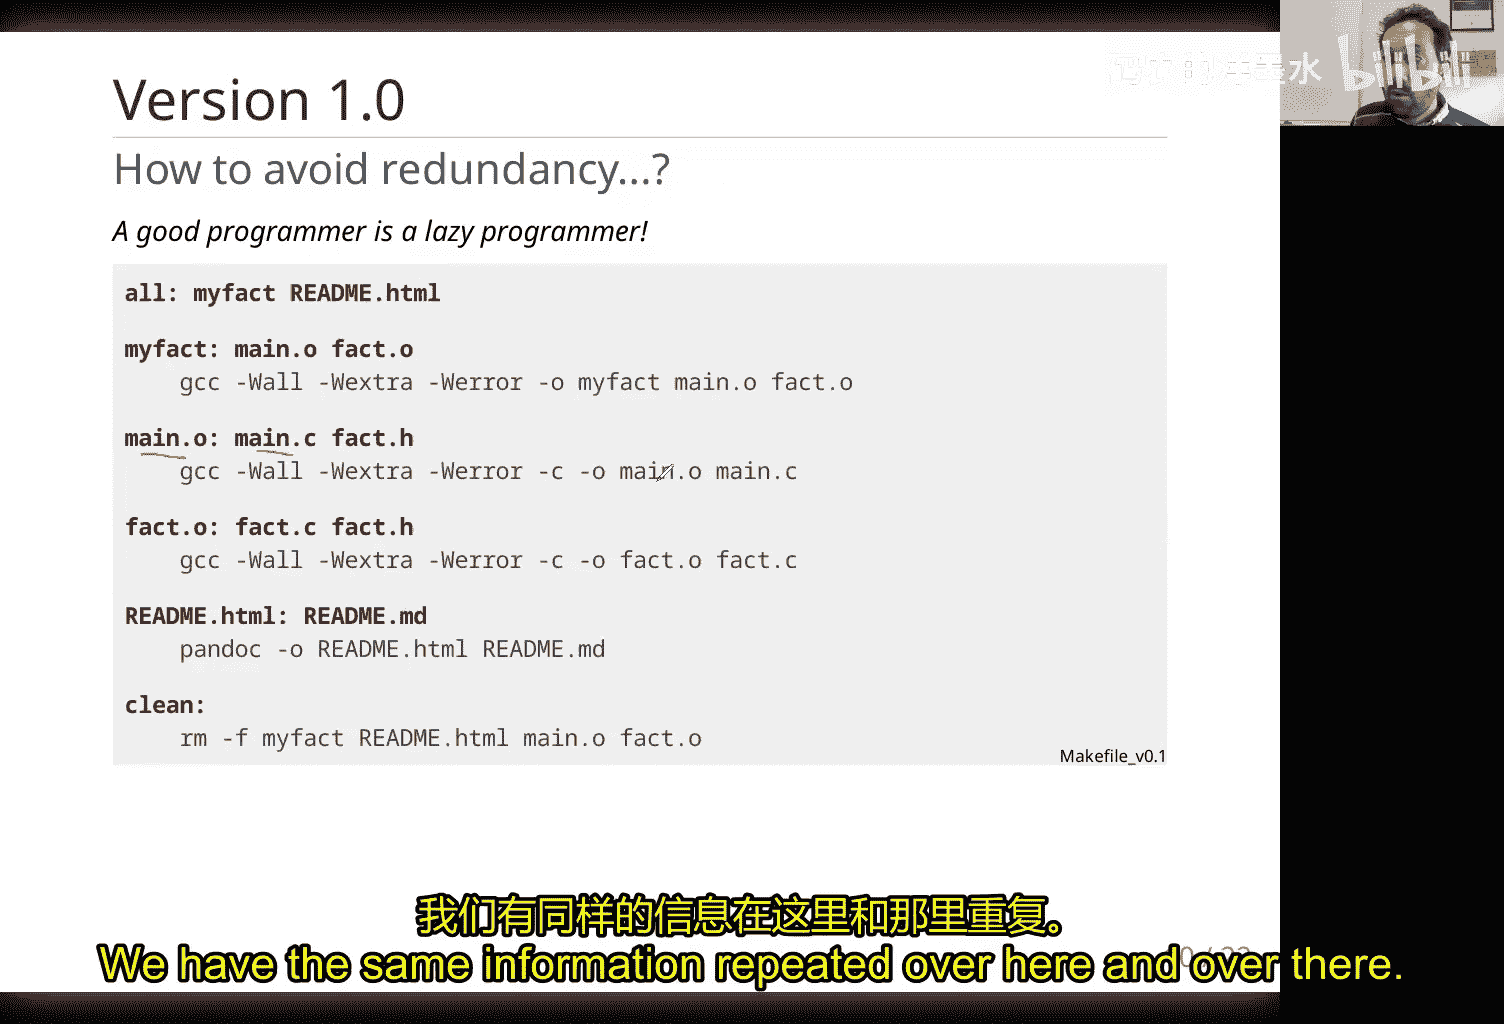 Version 1.0
How to avoid redundancy...?
A good programmer is a lazy programmer!
all: myfact README.html
myfact: main.o fact.o
gcc -Wall -Wextra -Werror -o myfact main.o fact.o
main.o: main.c fact.h
gcc -Wall -Wextra -Werror -c -o main.o main.c
fact.o: fact.c fact.h
gcc -Wall -Wextra -Werror -c -o fact.o fact.c
README.html: README.md
pandoc -o README.html README.md
clean:
rm -f myfact README.html main.o fact.o
Makefile_v0.1
bilibili
我们有同样的信息在这里和那里重复。
We have the same information repeated over here and over there.